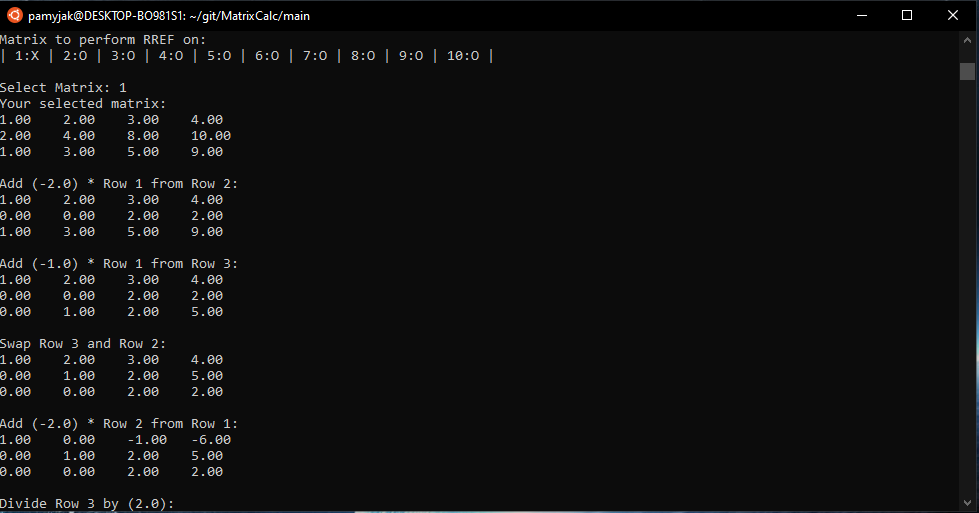 pamyjak@DESKTOP-BO981S1: ~/git/MatrixCalc/main
Matrix to perform RREF on:
| 1:X | 2:O | 3:O | 4:O | 5:O | 6:O | 7:O | 8:O | 9:O | 10:O |
Select Matrix: 1
Your selected matrix:
1.00 2.00 3.00 4.00
2.00 4.00 8.00 10.00
1.00 3.00 5.00 9.00
Add (-2.0) * Row 1 from Row 2:
1.00 2.00 3.00 4.00
0.00 0.00 2.00 2.00
1.00 3.00 5.00 9.00
Add (-1.0) * Row 1 from Row 3:
1.00 2.00 3.00 4.00
0.00 0.00 2.00 2.00
0.00 1.00 2.00 5.00
Swap Row 3 and Row 2:
1.00 2.00 3.00 4.00
0.00 1.00 2.00 5.00
0.00 0.00 2.00 2.00
Add (-2.0) * Row 2 from Row 1:
1.00 0.00 -1.00 -6.00
0.00 1.00 2.00 5.00
0.00 0.00 2.00 2.00
Divide Row 3 by (2.0):